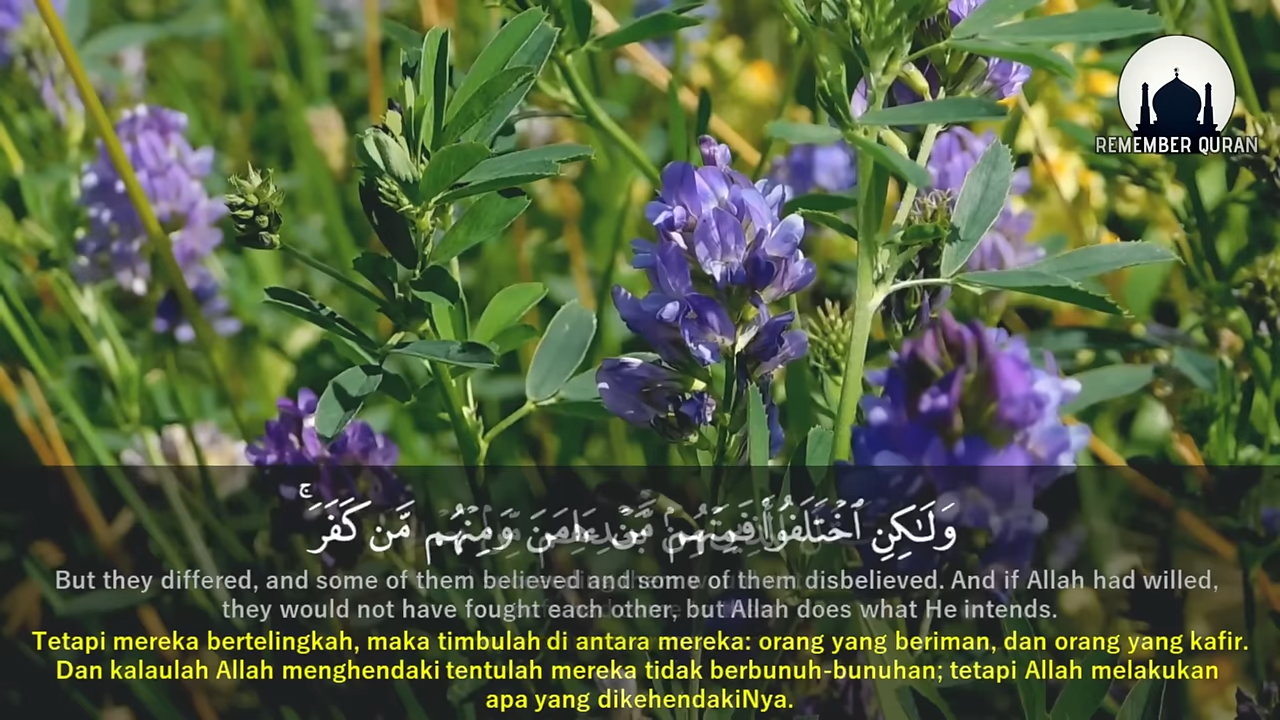 REMEMBER QURAN
وَلَـٰكِنِ ٱخْتَلَفُوا۟ فَمِنْهُم مَّنْ ءَامَنَ وَمِنْهُم مَّن كَفَرَ ۚ
But they differed, and some of them believed and some of them disbelieved. And if Allah had willed,
they would not have fought each other, but Allah does what He intends.
Tetapi mereka bertelingkah, maka timbulah di antara mereka: orang yang beriman, dan orang yang kafir.
Dan kalaulah Allah menghendaki tentulah mereka tidak berbunuh-bunuhan; tetapi Allah melakukan
apa yang dikehendakiNya.